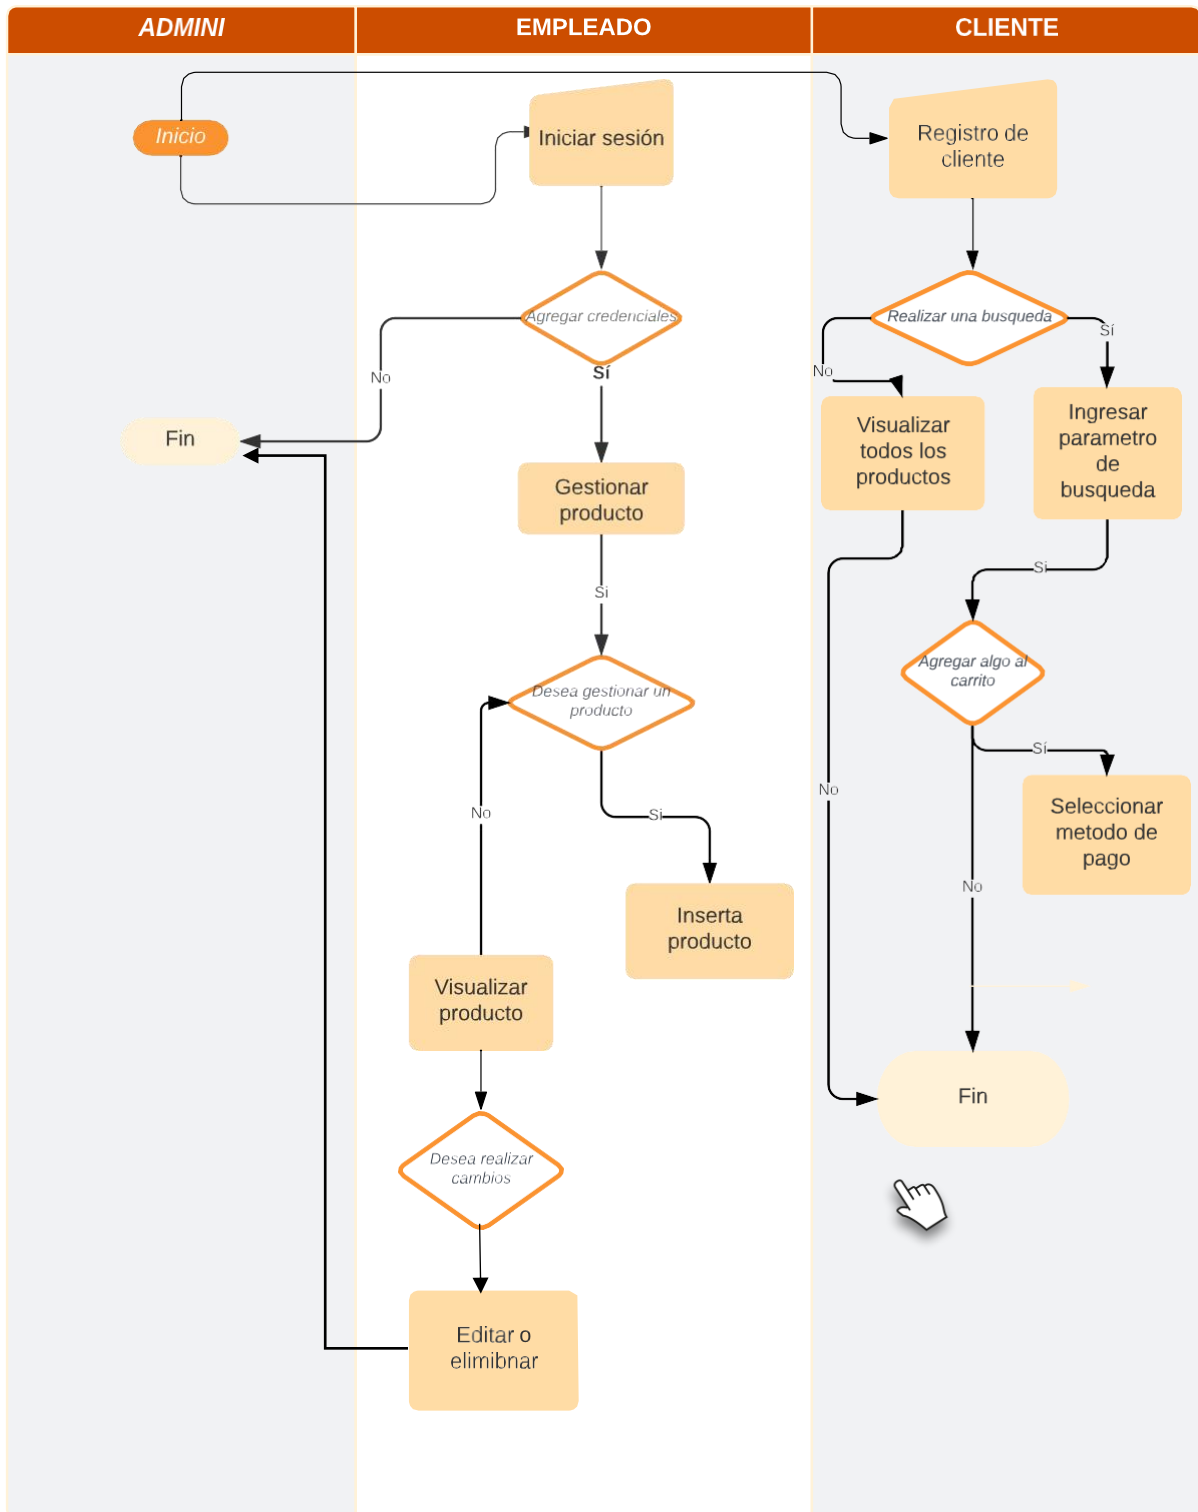 ADMINI
EMPLEADO
CLIENTE
Inicio
Iniciar sesión
Registro de
cliente
Agregar credenciales
Realizar una busqueda
Sí
No
No
Sí
Fin
Visualizar
todos los
productos
Ingresar
parametro
de
busqueda
Gestionar
producto
Si
Si
Agregar algo al
carrito
Desea gestionar un
producto
Sí
No
No
Si
Seleccionar
metodo de
pago
No
Inserta
producto
Visualizar
producto
Fin
Desea realizar
cambios
Editar o
elimibnar